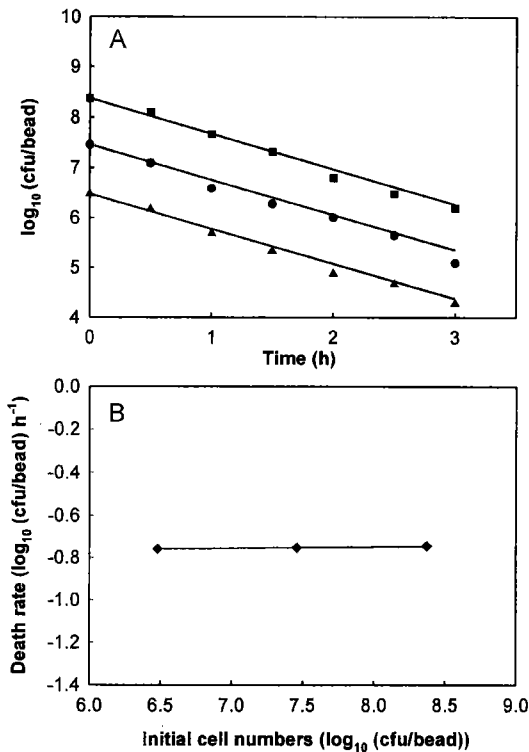 A
10
9
8
7
6
5
4
log10 (cfu/bead)
0 1 2 3
Time (h)
B
0.0
-0.2
-0.4
-0.6
-0.8
-1.0
-1.2
-1.4
Death rate (log10 (cfu/bead) h−1)
6.0 6.5 7.0 7.5 8.0 8.5 9.0
Initial cell numbers (log10 (cfu/bead))